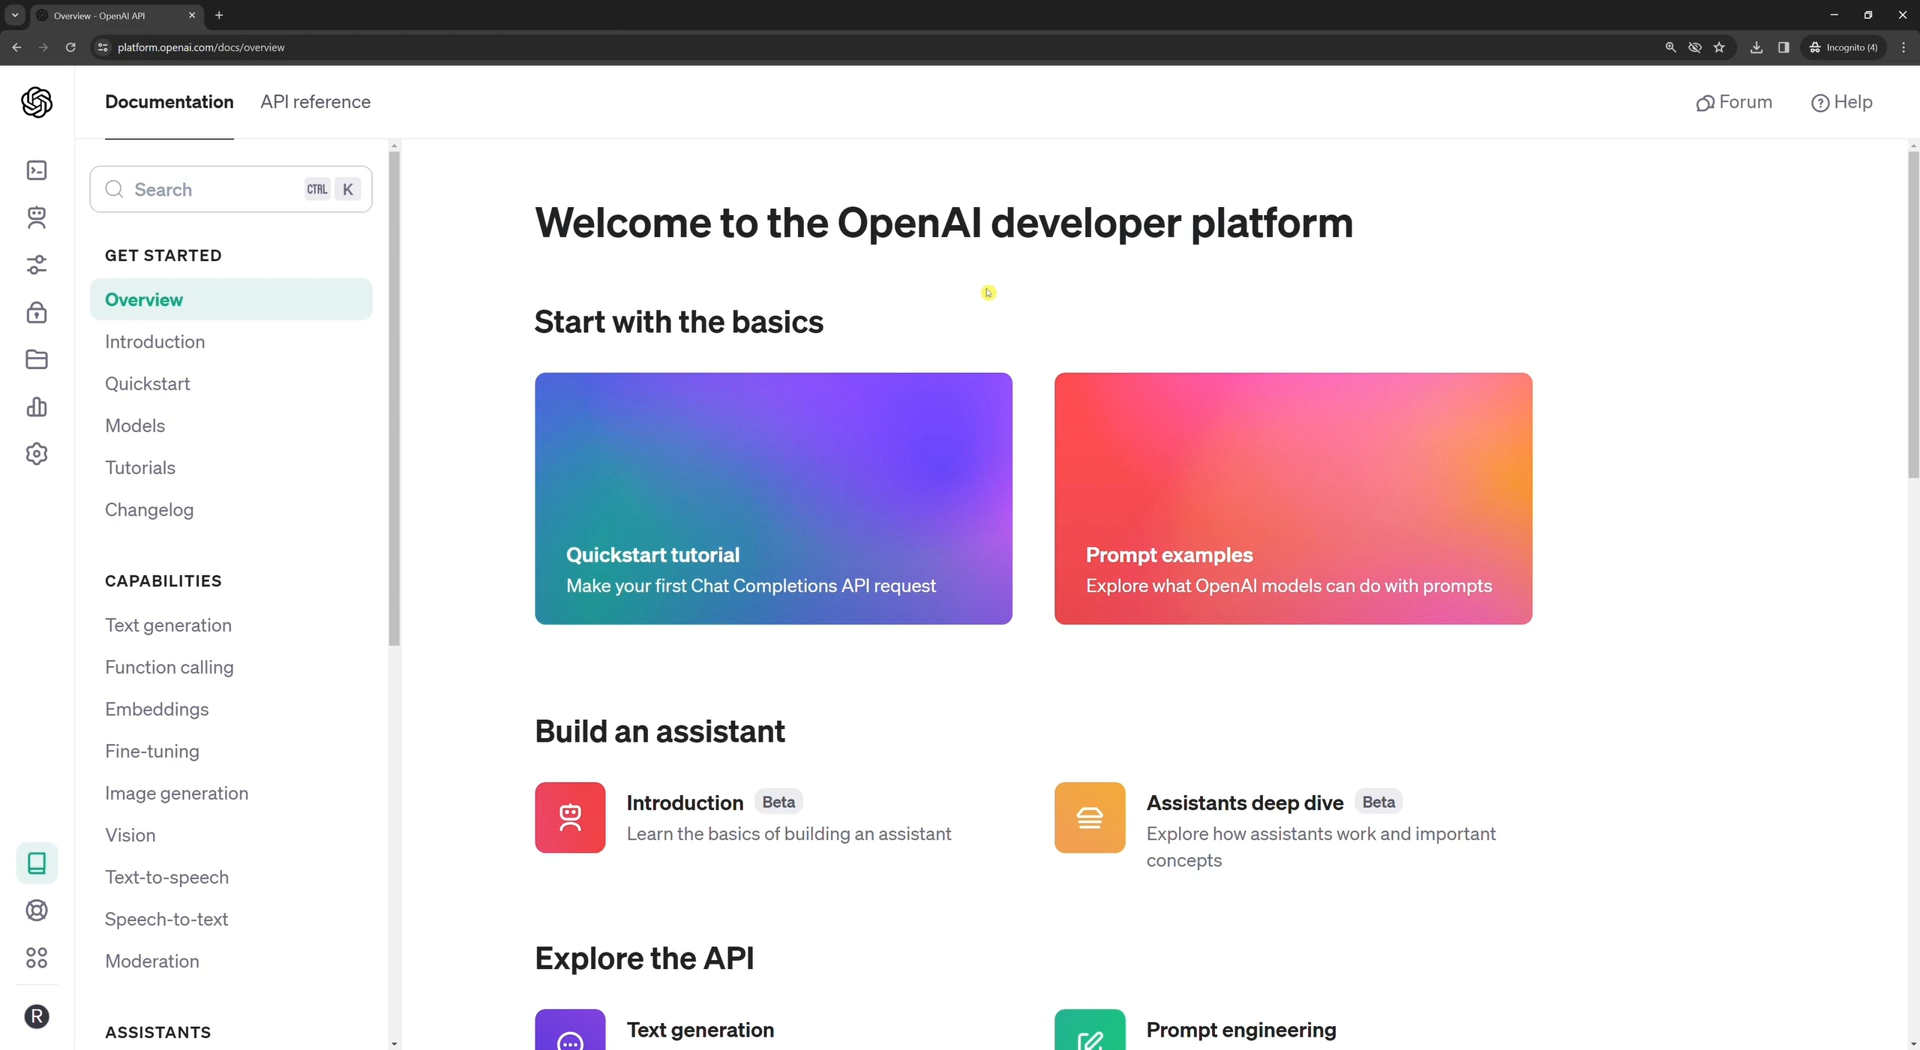 Overview - OpenAI API
platform.openai.com/docs/overview
Incognito (4)
Documentation
API reference
Forum
Help
Search
CTRL
K
GET STARTED
Overview
Introduction
Quickstart
Models
Tutorials
Changelog
CAPABILITIES
Text generation
Function calling
Embeddings
Fine-tuning
Image generation
Vision
Text-to-speech
Speech-to-text
Moderation
ASSISTANTS
R
Welcome to the OpenAI developer platform
Start with the basics
Quickstart tutorial
Make your first Chat Completions API request
Prompt examples
Explore what OpenAI models can do with prompts
Build an assistant
Introduction Beta
Learn the basics of building an assistant
Assistants deep dive Beta
Explore how assistants work and important
concepts
Explore the API
Text generation
Prompt engineering